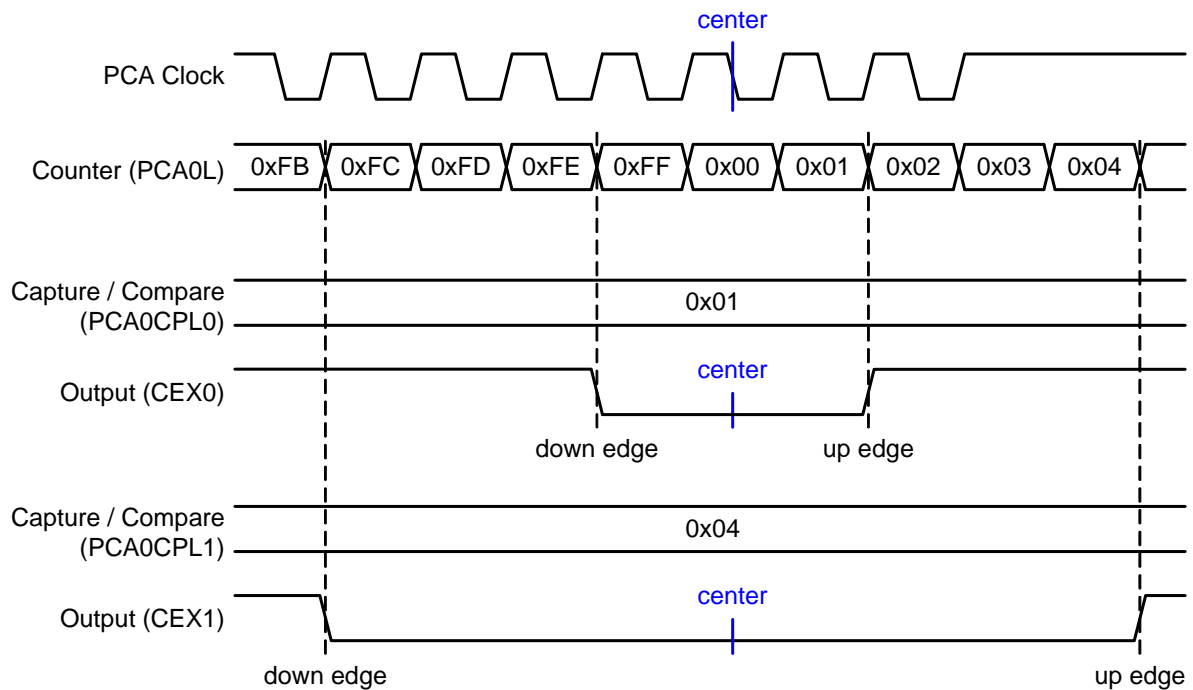 center
PCA Clock
Counter (PCA0L) 0xFB 0xFC 0xFD 0xFE 0xFF 0x00 0x01 0x02 0x03 0x04
Capture / Compare
(PCA0CPL0)
0x01
center
Output (CEX0)
down edge up edge
Capture / Compare
(PCA0CPL1)
0x04
center
Output (CEX1)
down edge up edge